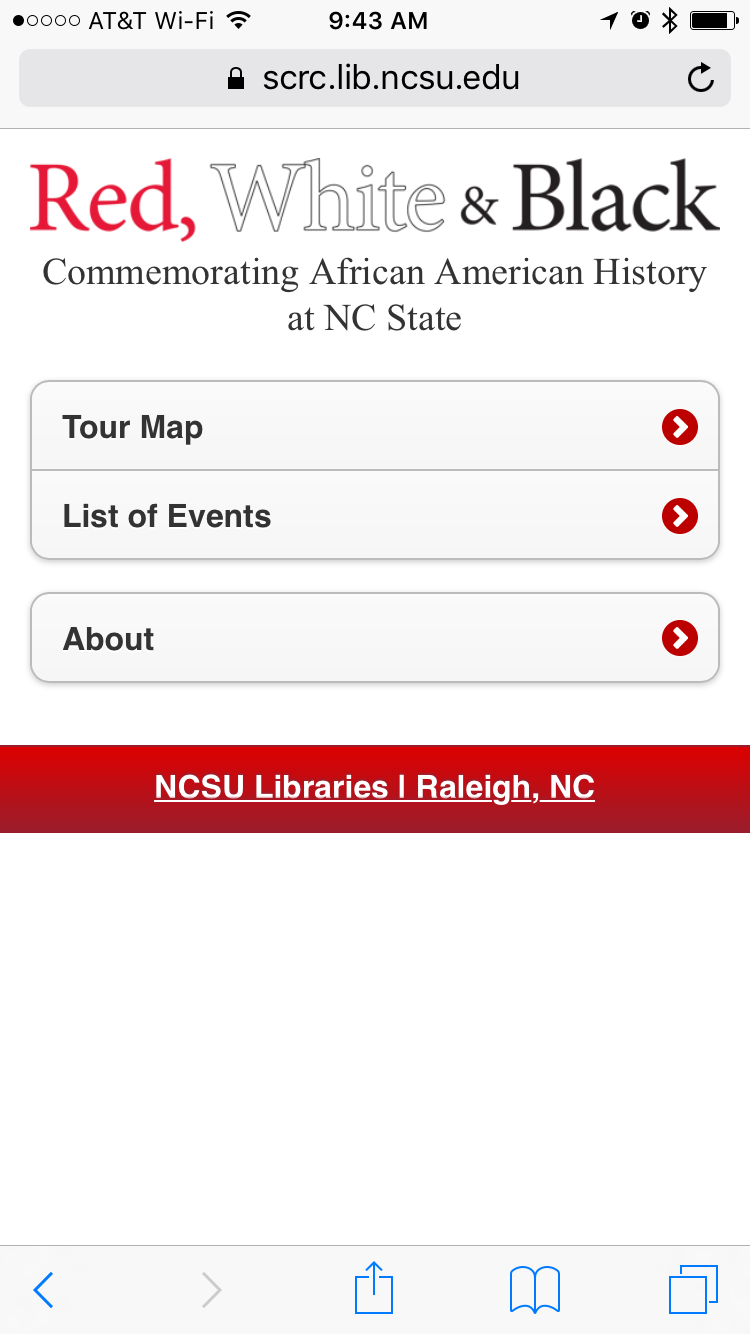 AT&T Wi-Fi 9:43 AM
scrc.lib.ncsu.edu
Red, White & Black
Commemorating African American History
at NC State
Tour Map
List of Events
About
NCSU Libraries | Raleigh, NC